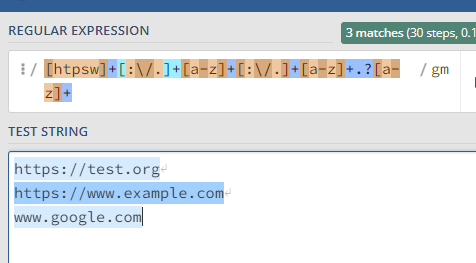 REGULAR EXPRESSION
3 matches (30 steps, 0.1
/ [htpsw]+[:\/.]+[a-z]+[:\/.]+[a-z]+.?[a- / gm
z]+
TEST STRING
https://test.org
https://www.example.com
www.google.com